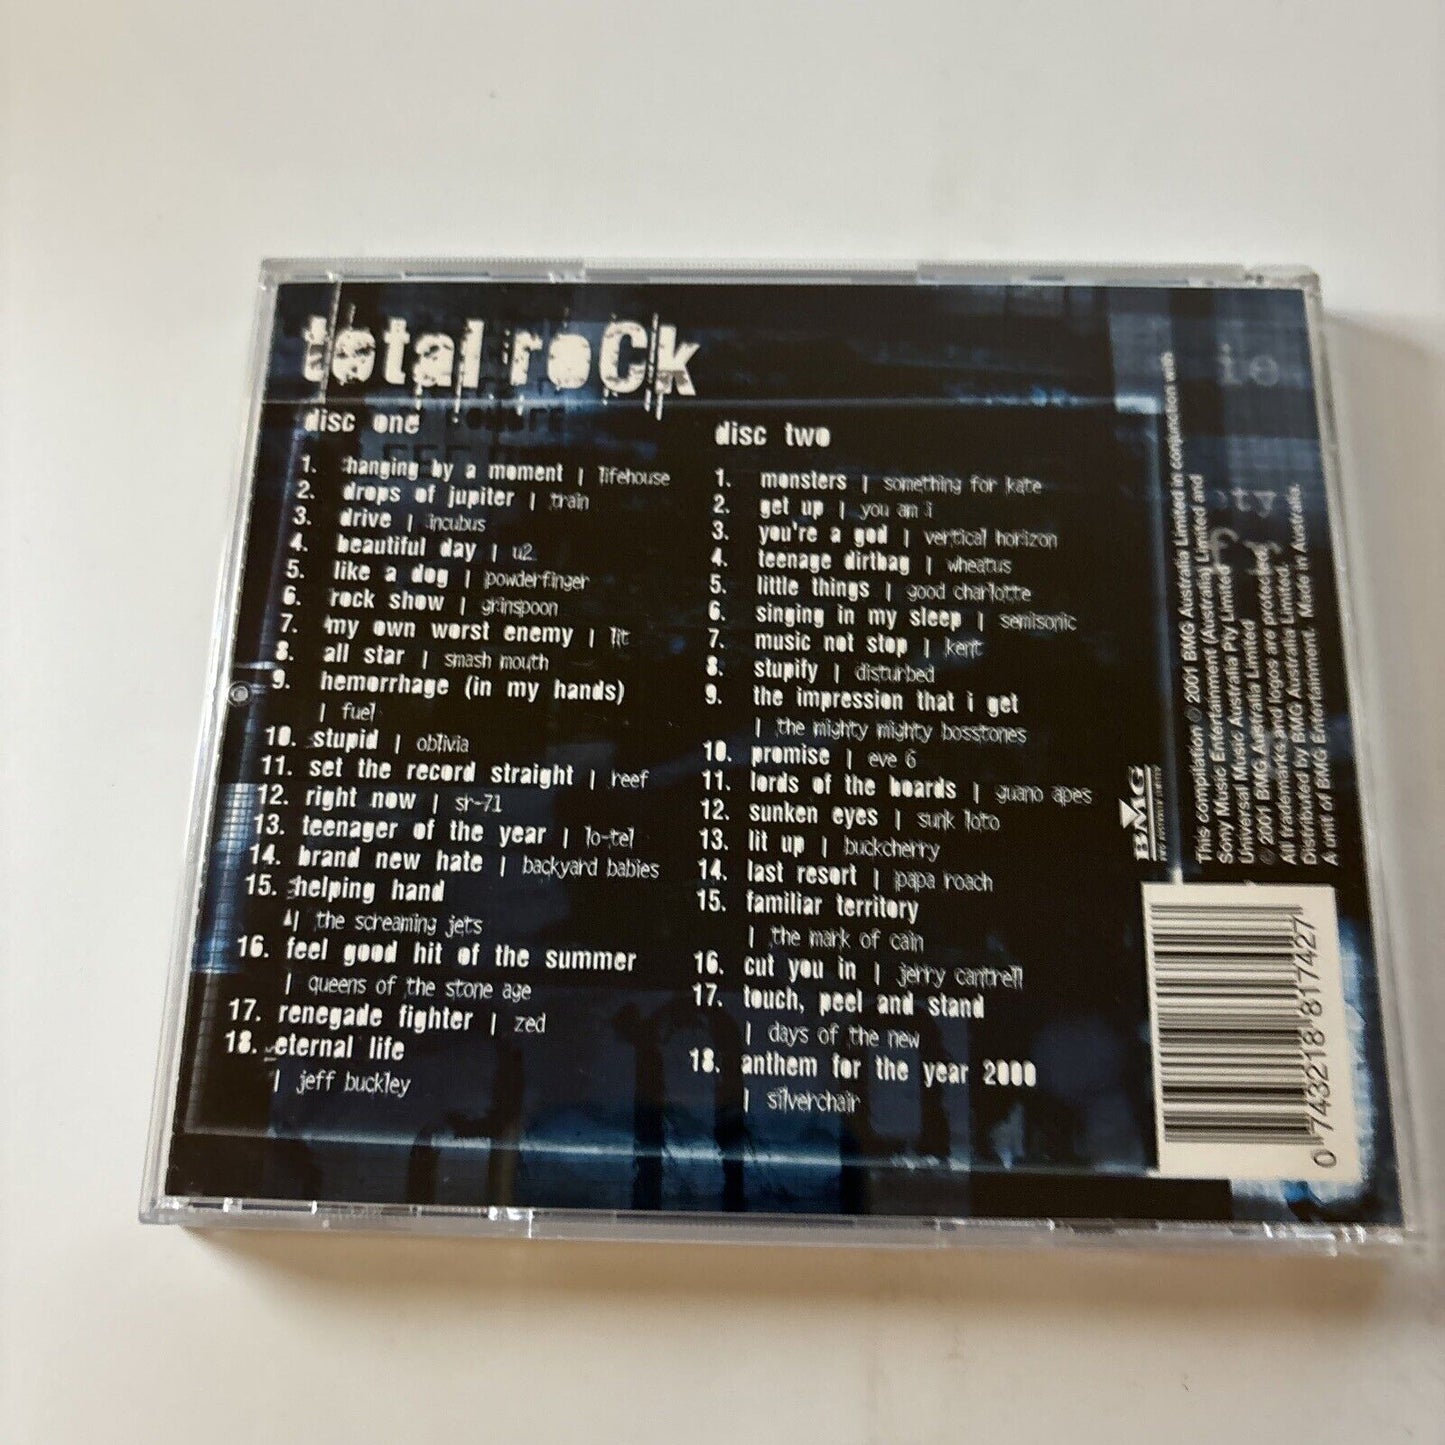 total roCk
disc one
1. hanging by a moment | lifehouse
2. drops of jupiter | train
3. drive | incubus
4. beautiful day | u2
5. like a dog | powderfinger
6. rock show | grinspoon
7. my own worst enemy | lit
8. all star | smash mouth
9. hemorrhage (in my hands)
| fuel
10. stupid | oblivia
11. set the record straight | reef
12. right now | sr-71
13. teenager of the year | lo-tel
14. brand new hate | backyard babies
15. helping hand
| the screaming jets
16. feel good hit of the summer
| queens of the stone age
17. renegade fighter | zed
18. eternal life
| jeff buckley
disc two
1. monsters | something for kate
2. get up | you am i
3. you're a god | vertical horizon
4. teenage dirtbag | wheatus
5. little things | good charlotte
6. singing in my sleep | semisonic
7. music not stop | kent
8. stupify | disturbed
9. the impression that i get
| the mighty mighty bosstones
10. promise | eve 6
11. lords of the boards | guano apes
12. sunken eyes | sunk loto
13. lit up | buckcherry
14. last resort | papa roach
15. familiar territory
| the mark of cain
16. cut you in | jerry cantrell
17. touch, peel and stand
| days of the new
18. anthem for the year 2000
| silverchair
BMG
This compilation ℗ 2001 BMG Australia Limited in conjunction with
Sony Music Entertainment (Australia) Limited and
Universal Music Australia Pty Limited
© 2001 BMG Australia Limited
All trademarks and logos are protected.
Distributed by BMG Australia Limited.
A unit of BMG Entertainment. Made in Australia.
0 743218 817427